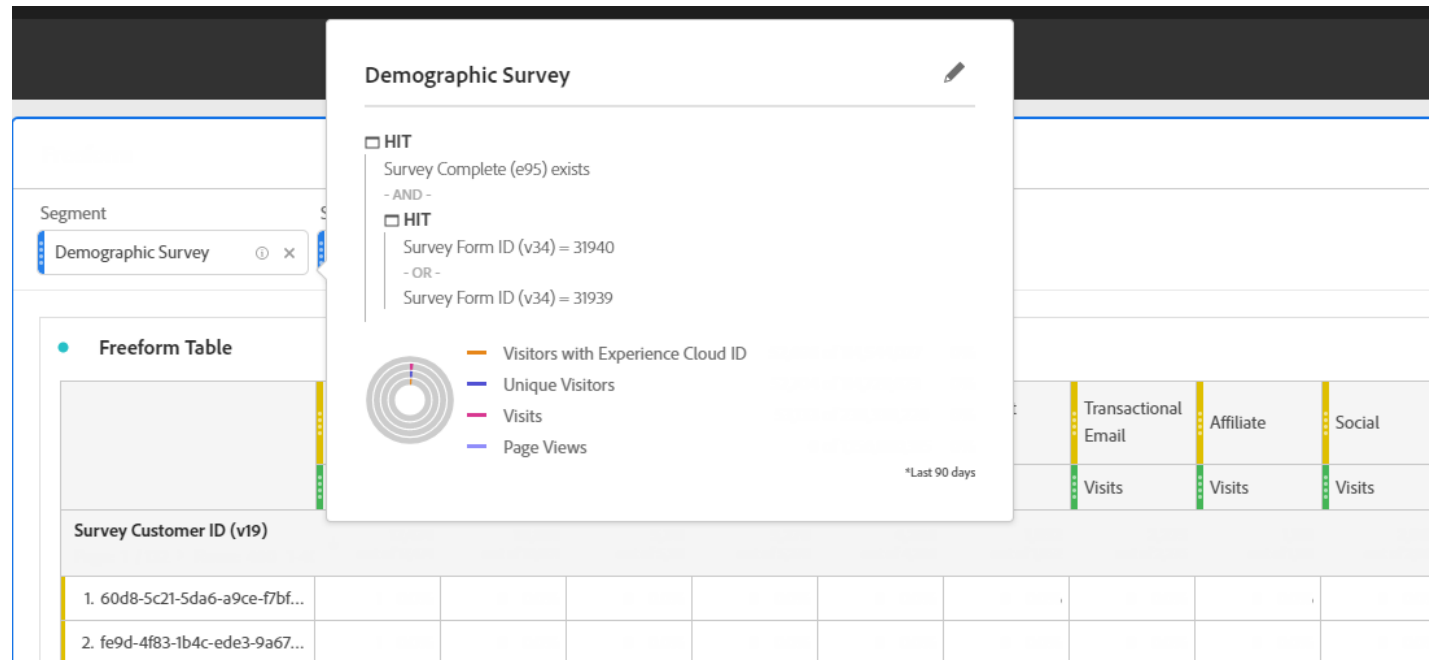 Demographic Survey
HIT
Survey Complete (e95) exists
- AND -
HIT
Survey Form ID (v34) = 31940
- OR -
Survey Form ID (v34) = 31939
Visitors with Experience Cloud ID
Unique Visitors
Visits
Page Views
*Last 90 days
Segment
Demographic Survey
Freeform Table
Transactional
Email
Affiliate
Social
Visits
Visits
Visits
Survey Customer ID (v19)
1. 60d8-5c21-5da6-a9ce-f7bf...
2. fe9d-4f83-1b4c-ede3-9a67...